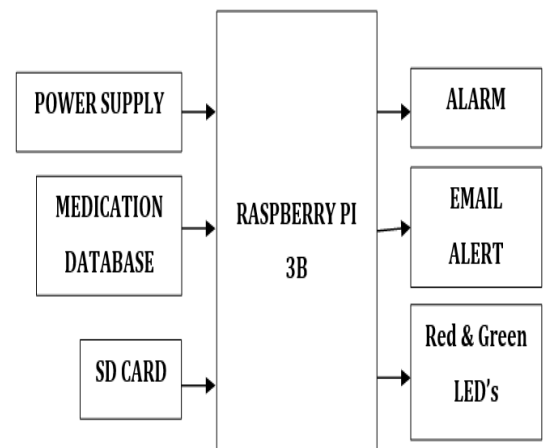 POWER SUPPLY
MEDICATION
DATABASE
SD CARD
RASPBERRY PI
3B
ALARM
EMAIL
ALERT
Red & Green
LED's